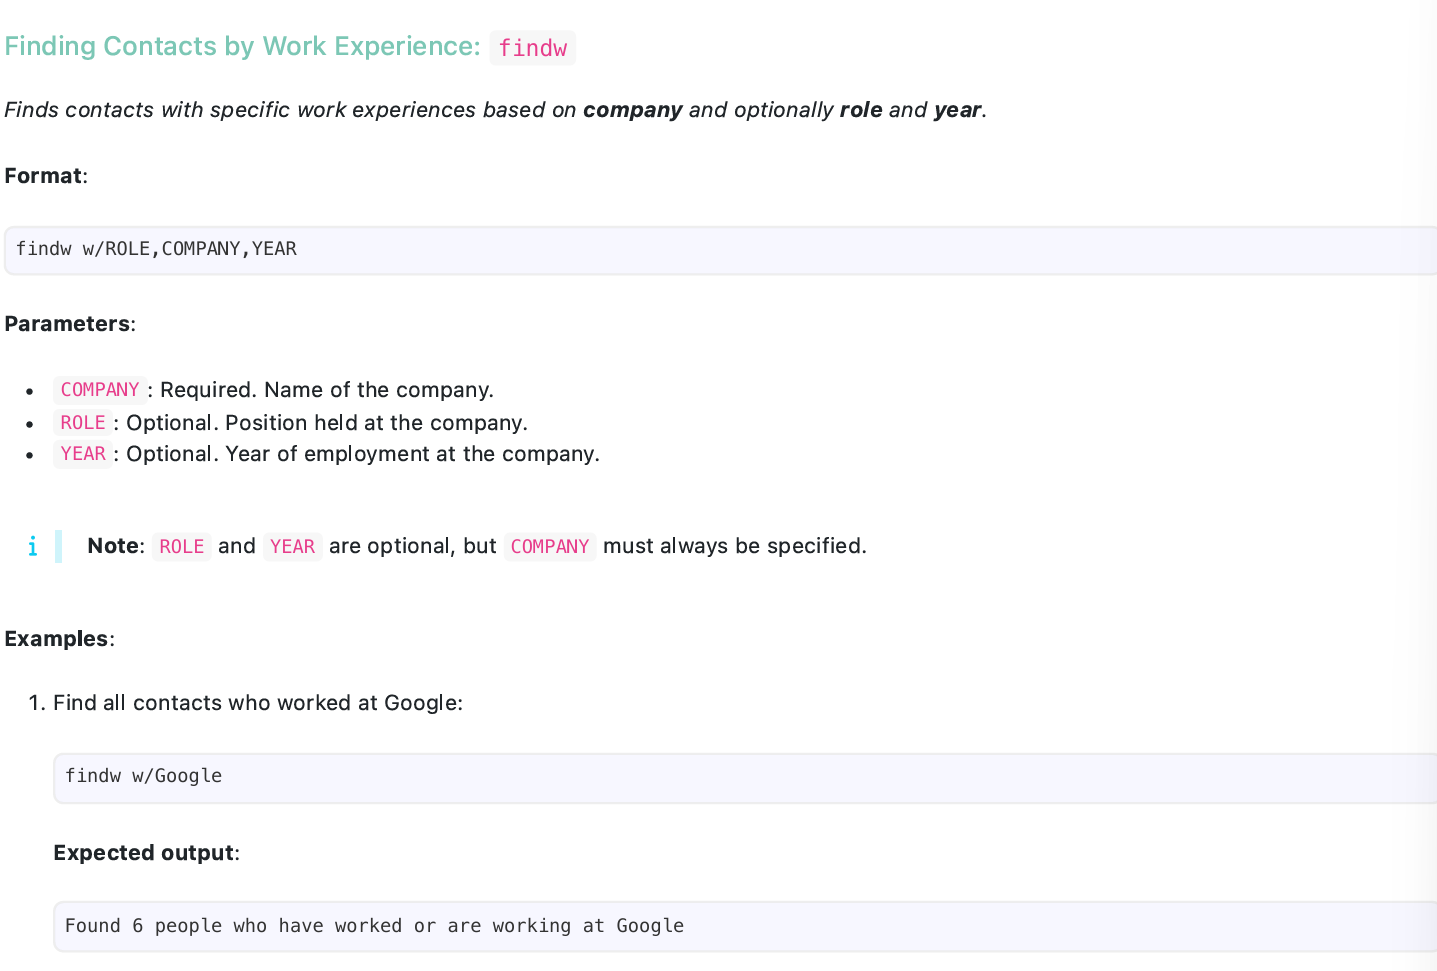 Finding Contacts by Work Experience: findw
Finds contacts with specific work experiences based on company and optionally role and year.
Format:
findw w/ROLE,COMPANY,YEAR
Parameters:
• COMPANY: Required. Name of the company.
• ROLE: Optional. Position held at the company.
• YEAR: Optional. Year of employment at the company.
i Note: ROLE and YEAR are optional, but COMPANY must always be specified.
Examples:
1. Find all contacts who worked at Google:
findw w/Google
Expected output:
Found 6 people who have worked or are working at Google